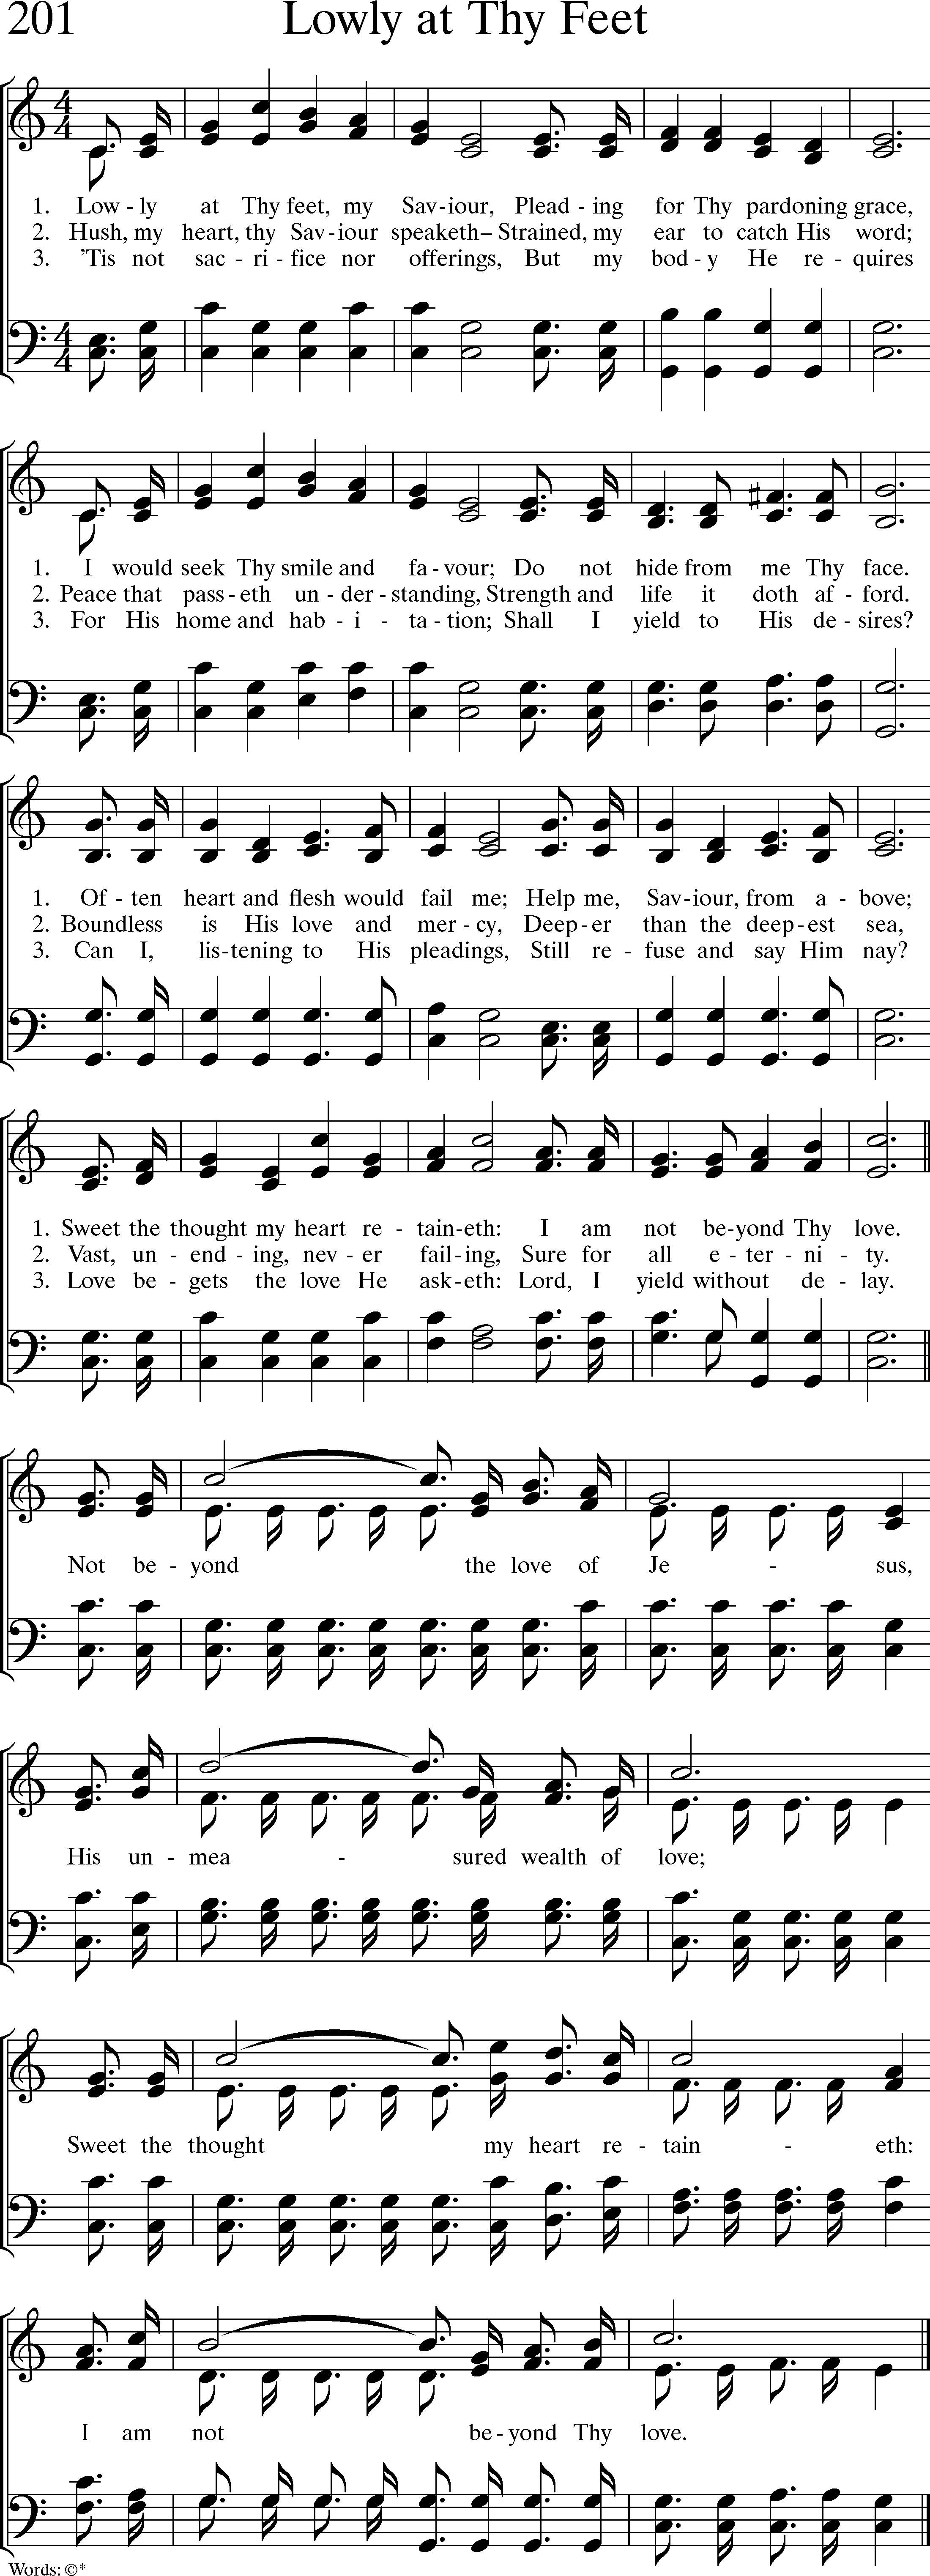 201 Lowly at Thy Feet
4 4
1. Low - ly at Thy feet, my Sav - iour, Plead - ing for Thy pardoning grace,
2. Hush, my heart, thy Sav - iour speaketh– Strained, my ear to catch His word;
3. ’Tis not sac - ri - fice nor offerings, But my bod - y He re - quires
4 4
1. I would seek Thy smile and fa - vour; Do not hide from me Thy face.
2. Peace that pass - eth un - der - standing, Strength and life it doth af - ford.
3. For His home and hab - i - ta - tion; Shall I yield to His de - sires?
1. Of - ten heart and flesh would fail me; Help me, Sav - iour, from a - bove;
2. Boundless is His love and mer - cy, Deep - er than the deep - est sea,
3. Can I, lis - tening to His pleadings, Still re - fuse and say Him nay?
1. Sweet the thought my heart re - tain - eth: I am not be - yond Thy love.
2. Vast, un - end - ing, nev - er fail - ing, Sure for all e - ter - ni - ty.
3. Love be - gets the love He ask - eth: Lord, I yield without de - lay.
Not be - yond the love of Je - sus,
His un - mea - sured wealth of love;
Sweet the thought my heart re - tain - eth:
I am not be - yond Thy love.
Words: ©*